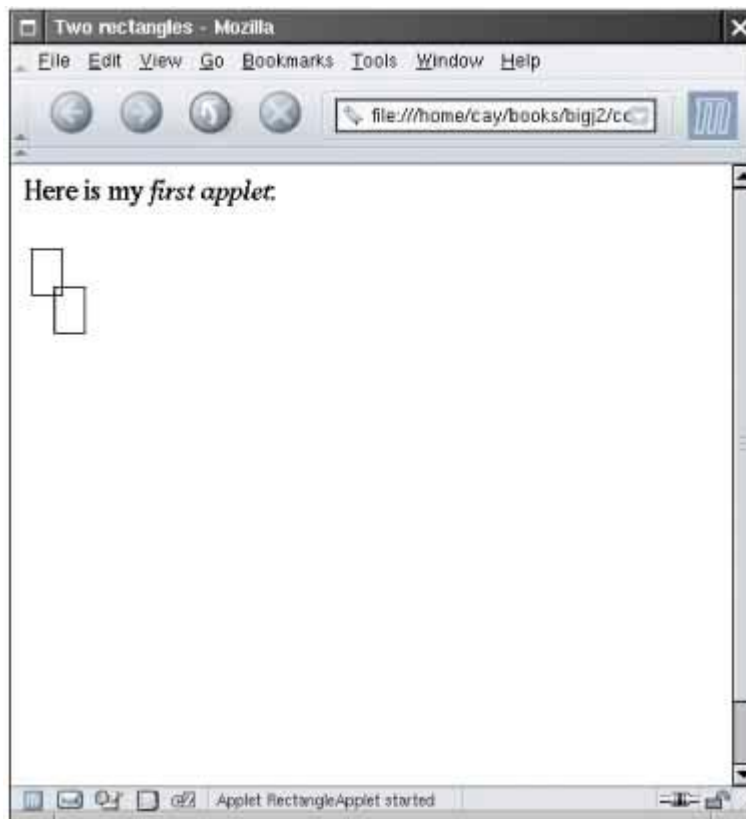 Two rectangles - Mozilla
File Edit View Go Bookmarks Tools Window Help
file:///home/cay/books/bigj2/cc
Here is my first applet:
Applet RectangleApplet started